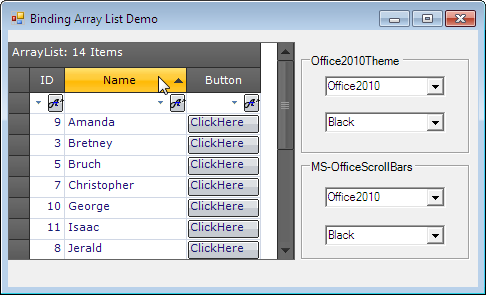 Binding Array List Demo
ArrayList: 14 Items
ID Name Button
A A A
9 Amanda ClickHere
3 Bretney ClickHere
5 Bruch ClickHere
7 Christopher ClickHere
10 George ClickHere
11 Isaac ClickHere
8 Jerald ClickHere
Office2010Theme
Office2010
Black
MS-OfficeScrollBars
Office2010
Black